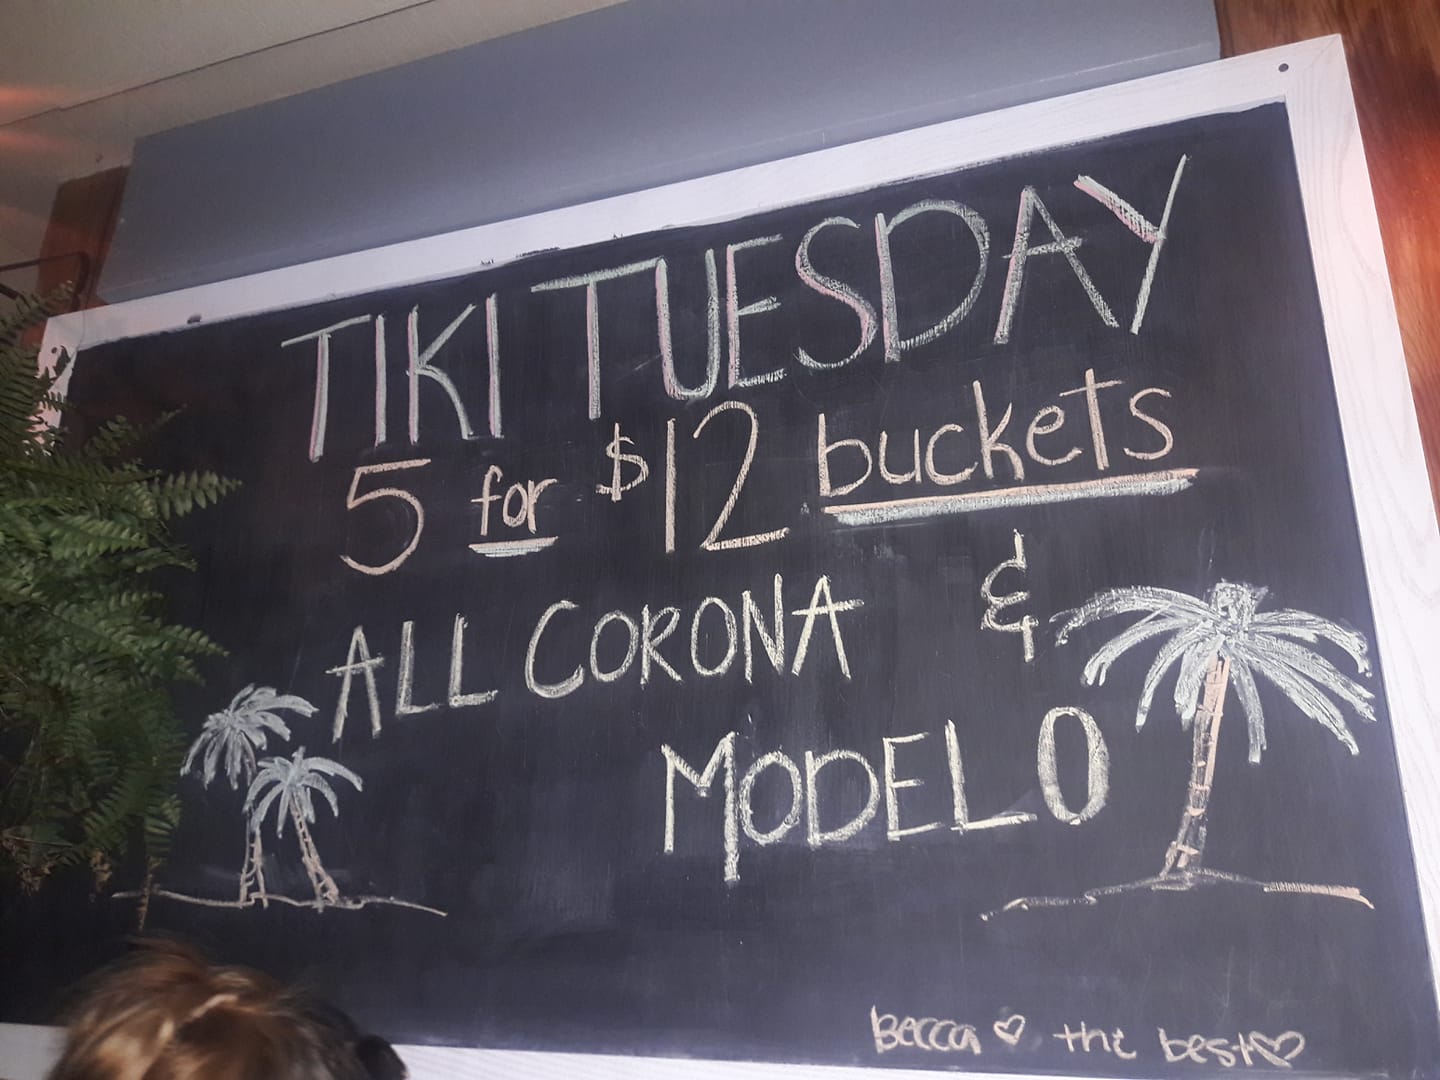 TIKI TUESDAY
5 for $12 buckets
ALL CORONA &
MODELO
Becca ♡ the best♡